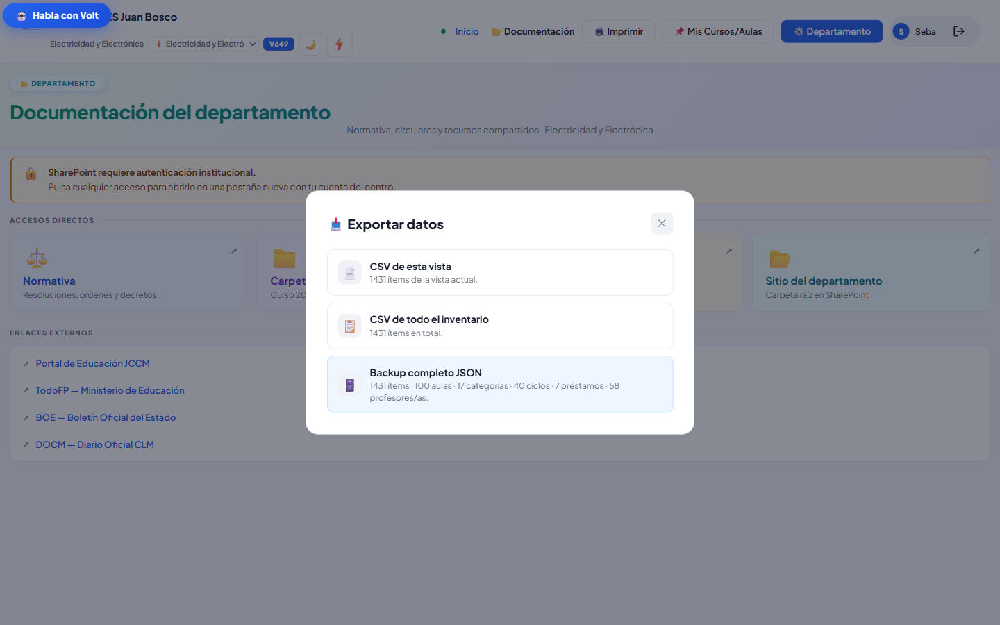 Habla con Volt
ES Juan Bosco
Electricidad y Electrónica
Electricidad y Electró
V649
Inicio
Documentación
Imprimir
Mis Cursos/Aulas
Departamento
S
Seba
DEPARTAMENTO
Documentación del departamento
Normativa, circulares y recursos compartidos · Electricidad y Electrónica
SharePoint requiere autenticación institucional.
Pulsa cualquier acceso para abrirlo en una pestaña nueva con tu cuenta del centro.
ACCESOS DIRECTOS
Normativa
Resoluciones, órdenes y decretos
Carpet
Curso 20
Sitio del departamento
Carpeta raíz en SharePoint
ENLACES EXTERNOS
Portal de Educación JCCM
TodoFP — Ministerio de Educación
BOE — Boletín Oficial del Estado
DOCM — Diario Oficial CLM
Exportar datos
CSV de esta vista
1431 ítems de la vista actual.
CSV de todo el inventario
1431 ítems en total.
Backup completo JSON
1431 ítems · 100 aulas · 17 categorías · 40 ciclos · 7 préstamos · 58
profesores/as.